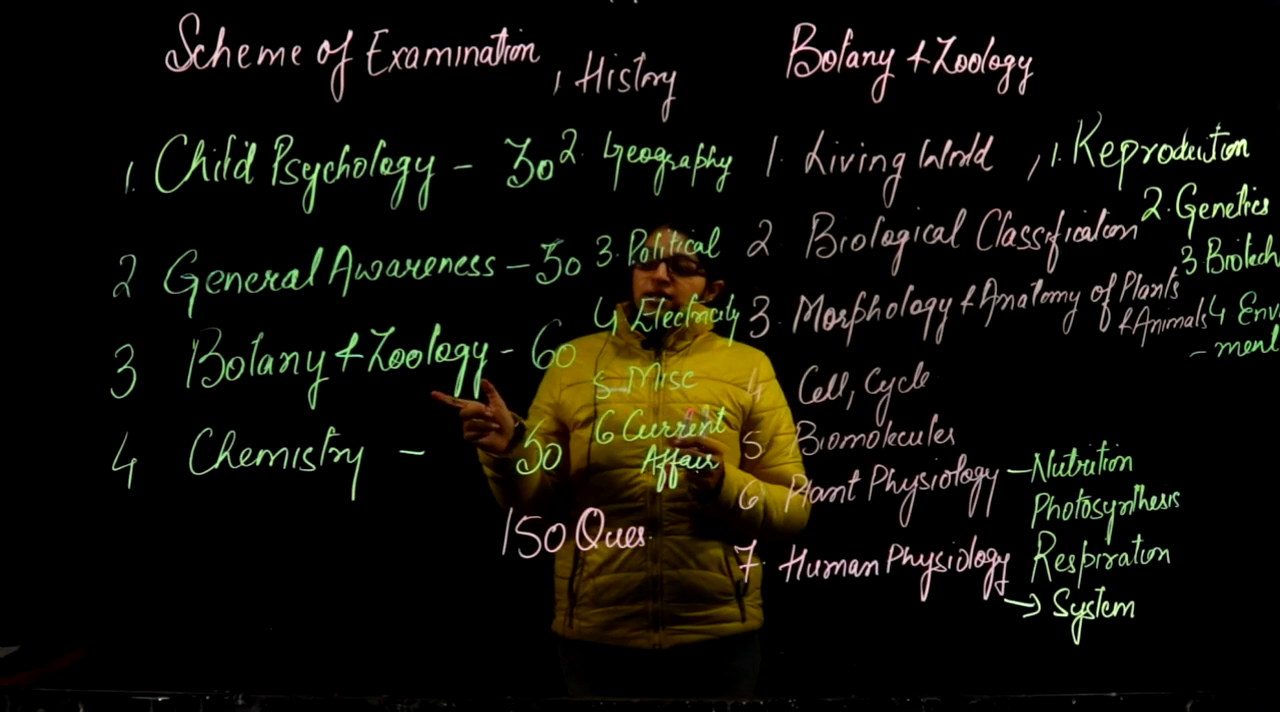 Scheme of Examination
1. Child Psychology - 30
2 General Awareness - 30
3 Botany & Zoology - 60
4 Chemistry - 30
150 Ques.
1, History
2. Geography
3. Political
4 Electricity
5 Misc
6 Current
Affair
Botany & Zoology
1. Living World,
2 Biological Classification
3. Morphology & Anatomy of Plants
& Animals
4 Cell, Cycle
5 Biomolecules
6 Plant Physiology - Nutrition
Photosynthesis
Respiration
7. Human Physiology
→ System
1. Reproduction
2. Genetics
3 Biotech
4 Env
- ment